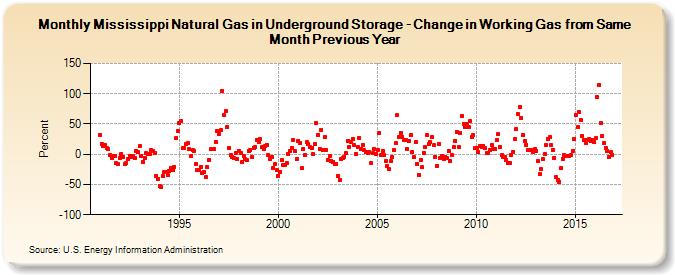 Monthly Mississippi Natural Gas in Underground Storage - Change in Working Gas from Same
Month Previous Year
Percent
150
100
50
0
-50
-100
1995
2000
2005
2010
2015
Source: U.S. Energy Information Administration